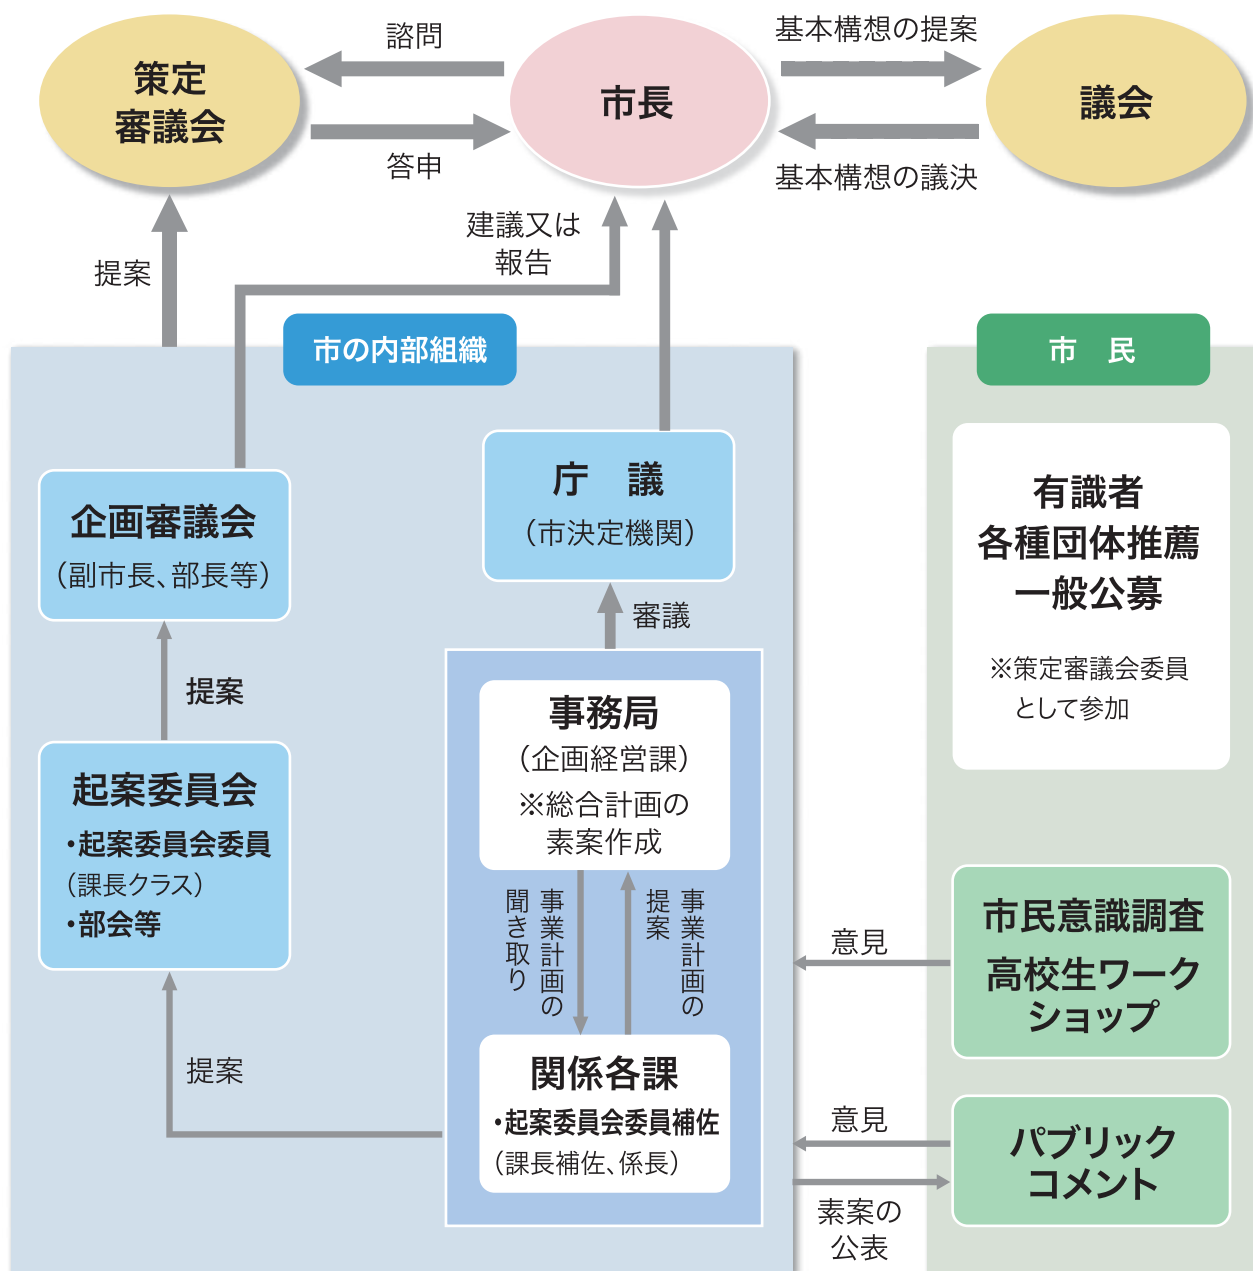 諮問
基本構想の提案
策定
審議会
市長
議会
答申
基本構想の議決
建議又は
報告
提案
市の内部組織
市　民
企画審議会
（副市長、部長等）
庁　議
（市決定機関）
審議
提案
起案委員会
・起案委員会委員
（課長クラス）
・部会等
提案
事務局
（企画経営課）
※総合計画の
素案作成
事業計画の
聞き取り
事業計画の
提案
関係各課
・起案委員会委員補佐
（課長補佐、係長）
有識者
各種団体推薦
一般公募
※策定審議会委員
として参加
意見
市民意識調査
高校生ワーク
ショップ
意見
パブリック
コメント
素案の
公表